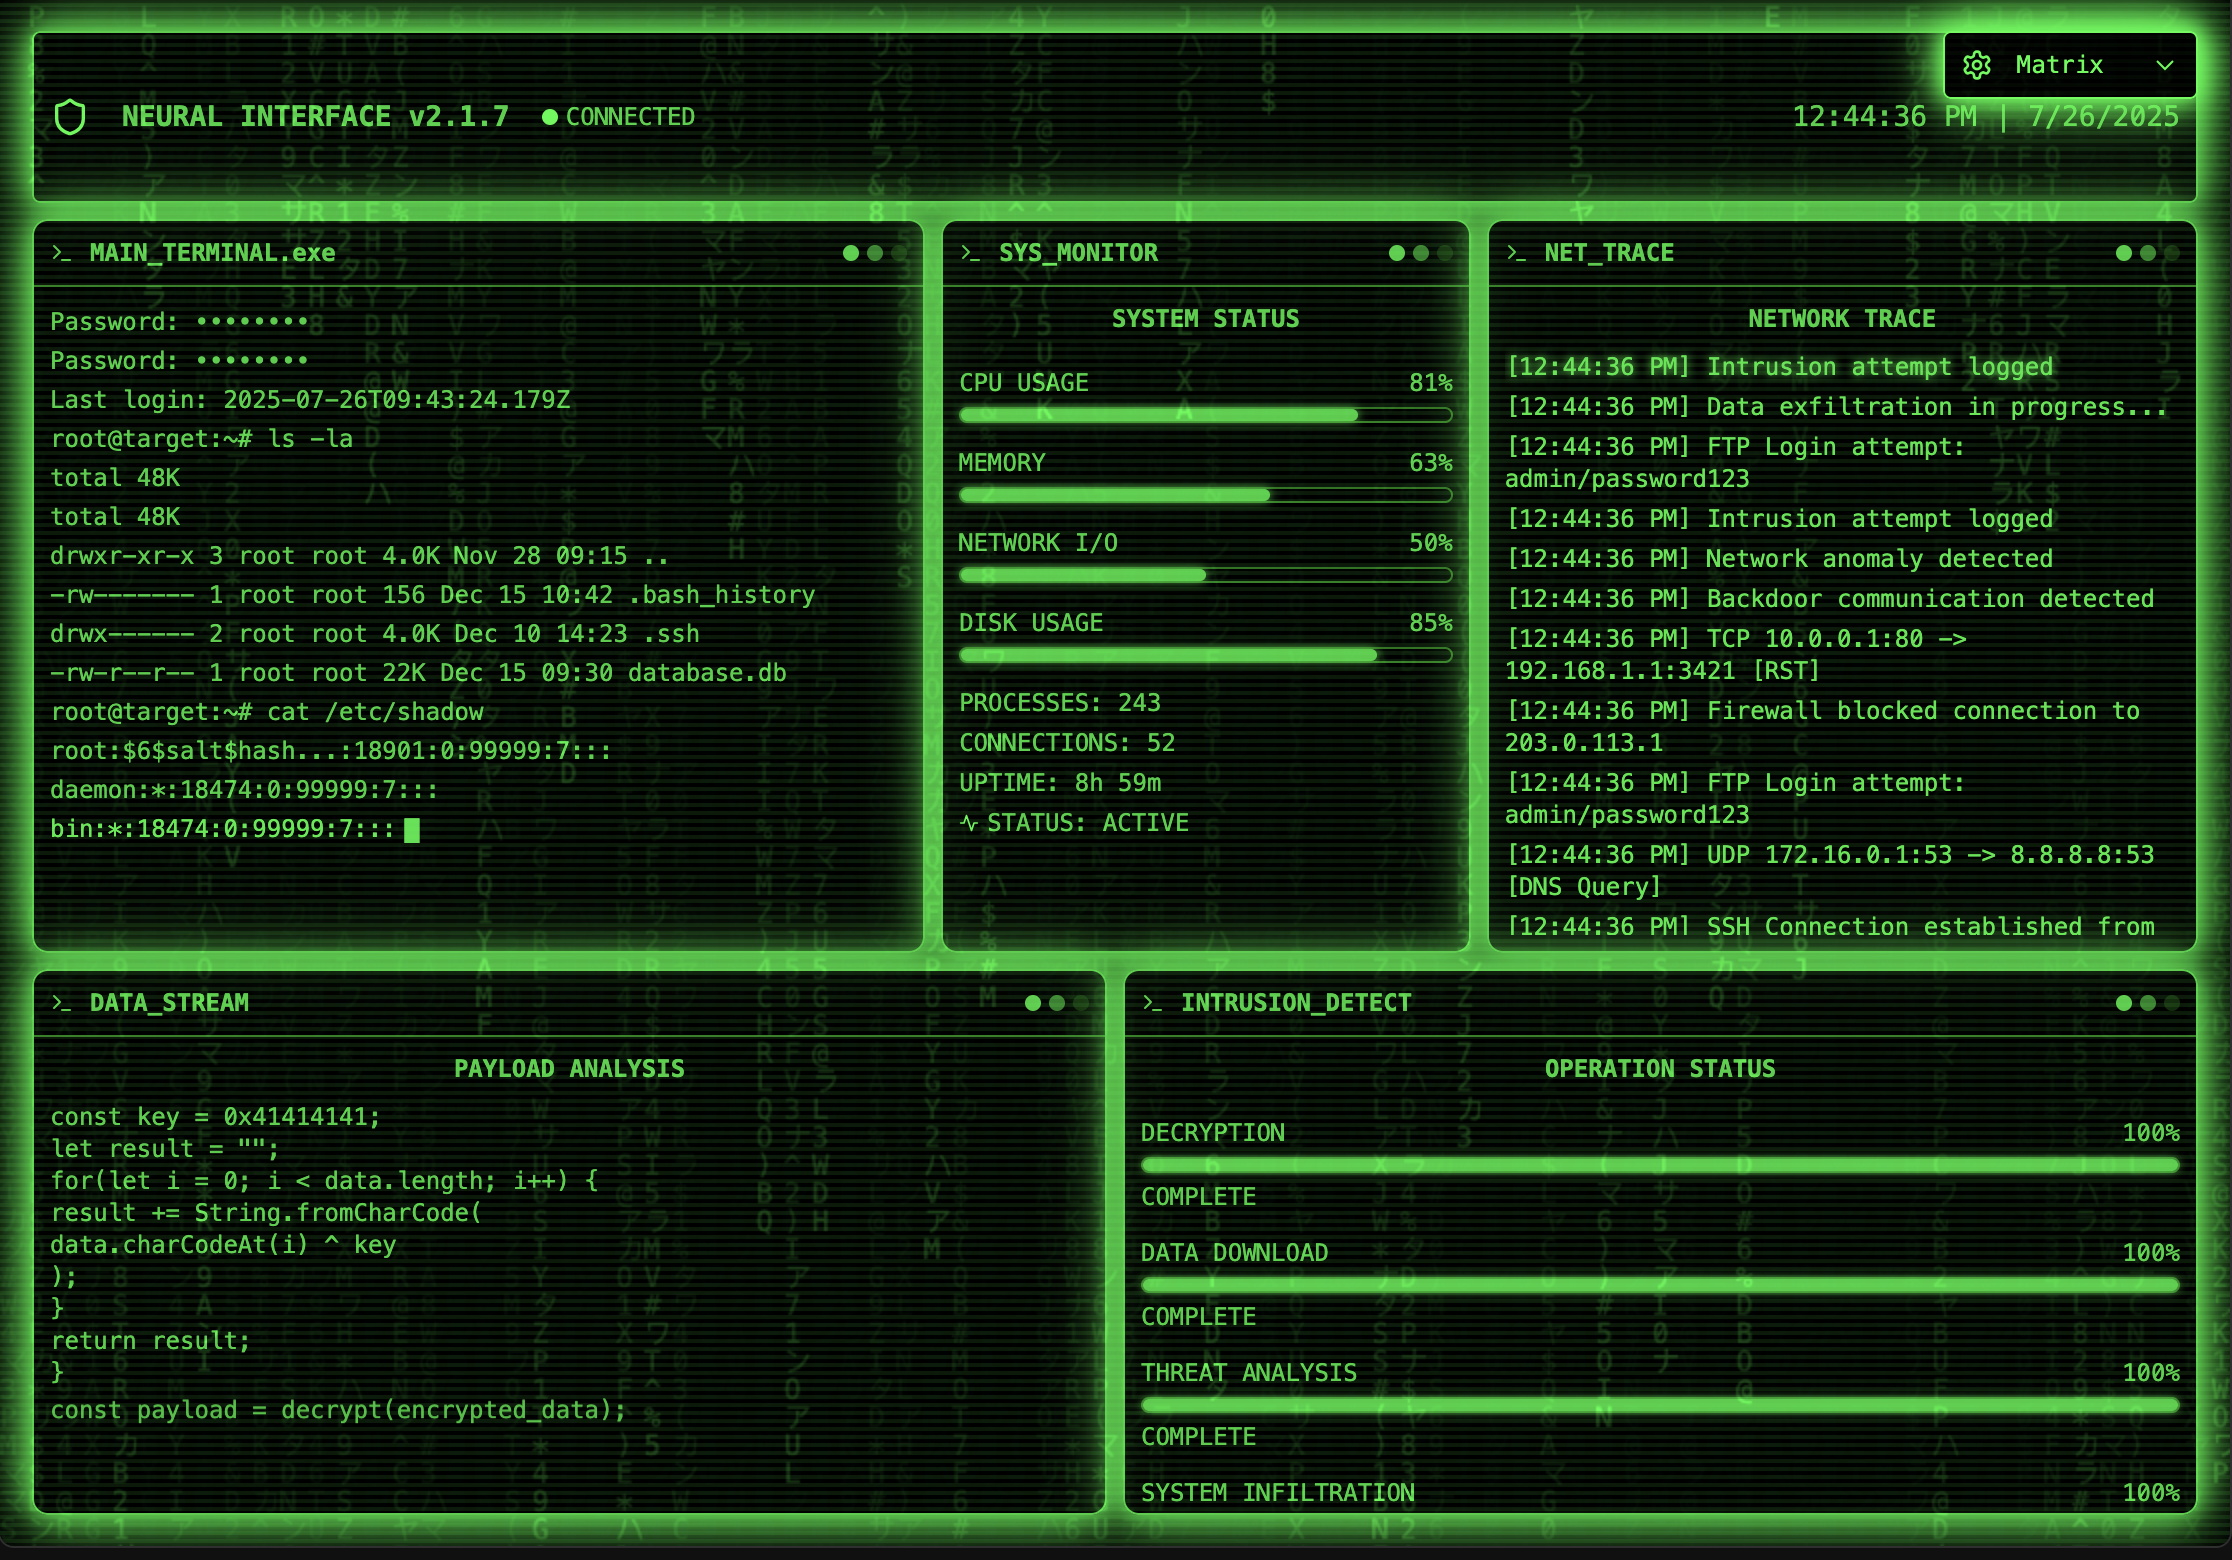 Matrix
NEURAL INTERFACE v2.1.7
CONNECTED
12:44:36 PM | 7/26/2025
>_ MAIN_TERMINAL.exe
Password: ••••••••
Password: ••••••••
Last login: 2025-07-26T09:43:24.179Z
root@target:~# ls -la
total 48K
total 48K
drwxr-xr-x 3 root root 4.0K Nov 28 09:15 ..
-rw------- 1 root root 156 Dec 15 10:42 .bash_history
drwx------ 2 root root 4.0K Dec 10 14:23 .ssh
-rw-r--r-- 1 root root 22K Dec 15 09:30 database.db
root@target:~# cat /etc/shadow
root:$6$salt$hash...:18901:0:99999:7:::
daemon:*:18474:0:99999:7:::
bin:*:18474:0:99999:7:::
>_ SYS_MONITOR
SYSTEM STATUS
CPU USAGE 81%
MEMORY 63%
NETWORK I/O 50%
DISK USAGE 85%
PROCESSES: 243
CONNECTIONS: 52
UPTIME: 8h 59m
STATUS: ACTIVE
>_ NET_TRACE
NETWORK TRACE
[12:44:36 PM] Intrusion attempt logged
[12:44:36 PM] Data exfiltration in progress...
[12:44:36 PM] FTP Login attempt:
admin/password123
[12:44:36 PM] Intrusion attempt logged
[12:44:36 PM] Network anomaly detected
[12:44:36 PM] Backdoor communication detected
[12:44:36 PM] TCP 10.0.0.1:80 ->
192.168.1.1:3421 [RST]
[12:44:36 PM] Firewall blocked connection to
203.0.113.1
[12:44:36 PM] FTP Login attempt:
admin/password123
[12:44:36 PM] UDP 172.16.0.1:53 -> 8.8.8.8:53
[DNS Query]
[12:44:36 PM] SSH Connection established from
>_ DATA_STREAM
PAYLOAD ANALYSIS
const key = 0x41414141;
let result = "";
for(let i = 0; i < data.length; i++) {
result += String.fromCharCode(
data.charCodeAt(i) ^ key
);
}
return result;
}
const payload = decrypt(encrypted_data);
>_ INTRUSION_DETECT
OPERATION STATUS
DECRYPTION 100%
COMPLETE
DATA DOWNLOAD 100%
COMPLETE
THREAT ANALYSIS 100%
COMPLETE
SYSTEM INFILTRATION 100%